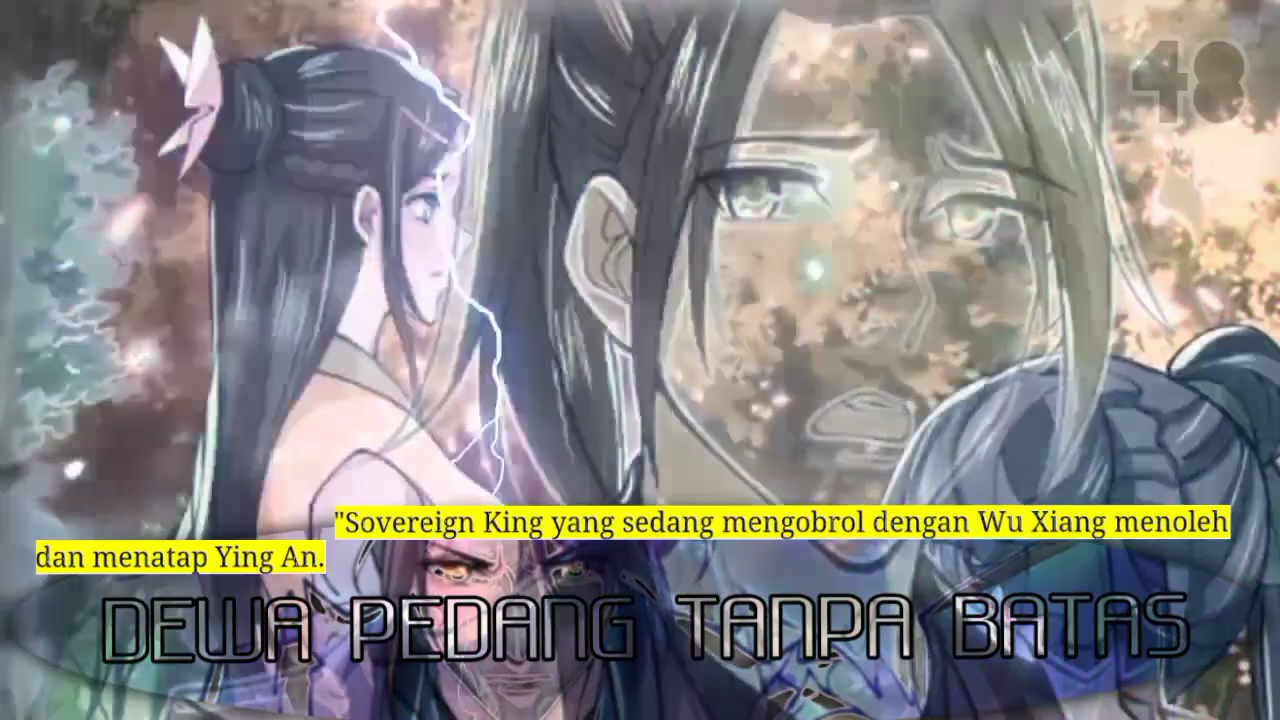 48
"Sovereign King yang sedang mengobrol dengan Wu Xiang menoleh
dan menatap Ying An.
DEWA PEDANG TANPA BATAS